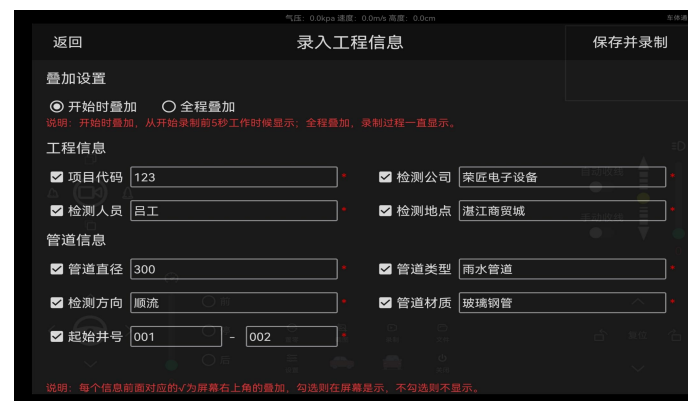 气压: 0.0kpa 速度: 0.0m/s 高度: 0.0cm
车体通
返回 录入工程信息 保存并录制
叠加设置
开始时叠加 全程叠加
说明: 开始时叠加, 从开始录制前5秒工作时候显示; 全程叠加, 录制过程一直显示。
工程信息
项目代码 123 * 检测公司 荣匠电子设备 *
检测人员 吕工 * 检测地点 湛江商贸城 *
管道信息
管道直径 300 * 管道类型 雨水管道 *
检测方向 顺流 * 管道材质 玻璃钢管 *
起始井号 001 - 002 *
说明: 每个信息前面对应的√为屏幕右上角的叠加, 勾选则在屏幕是示, 不勾选则不显示。